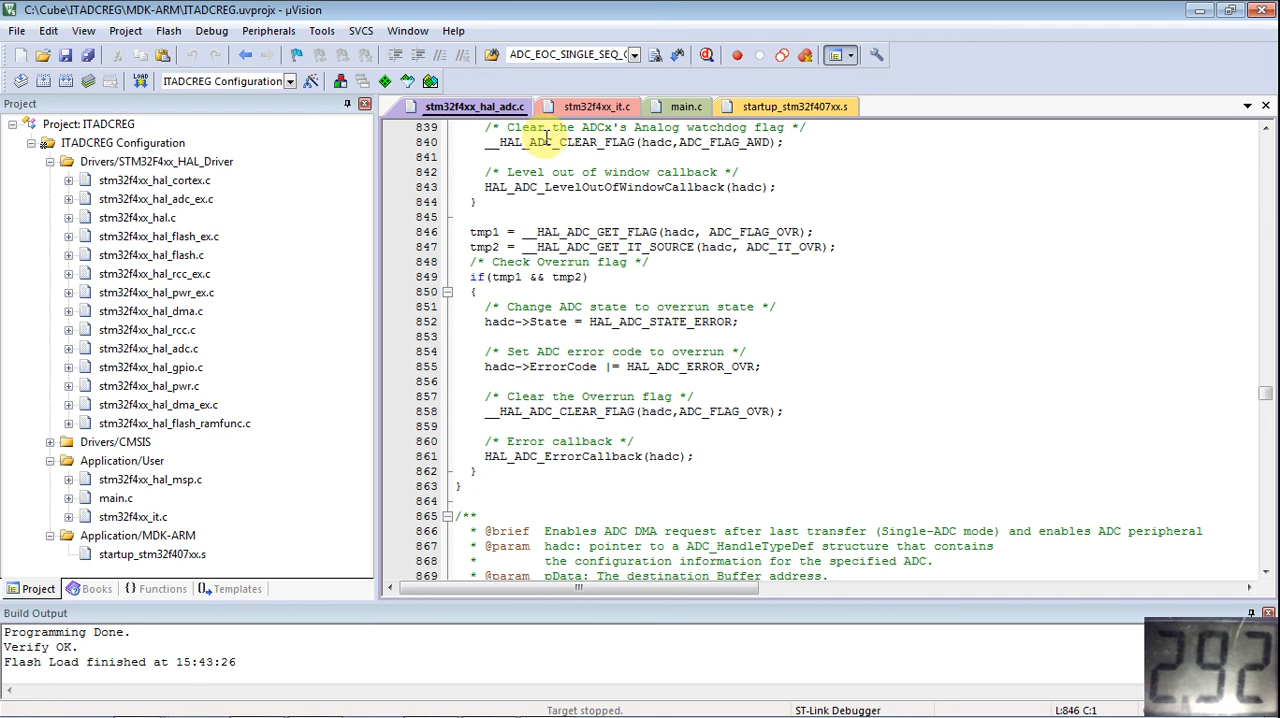 C:\Cube\ITADCREG\MDK-ARM\ITADCREG.uvprojx - µVision
File Edit View Project Flash Debug Peripherals Tools SVCS Window Help
ADC_EOC_SINGLE_SEQ_C
LOAD ITADCREG Configuration
Project
Project: ITADCREG
ITADCREG Configuration
Drivers/STM32F4xx_HAL_Driver
stm32f4xx_hal_cortex.c
stm32f4xx_hal_adc_ex.c
stm32f4xx_hal.c
stm32f4xx_hal_flash_ex.c
stm32f4xx_hal_flash.c
stm32f4xx_hal_rcc_ex.c
stm32f4xx_hal_pwr_ex.c
stm32f4xx_hal_dma.c
stm32f4xx_hal_rcc.c
stm32f4xx_hal_adc.c
stm32f4xx_hal_gpio.c
stm32f4xx_hal_pwr.c
stm32f4xx_hal_dma_ex.c
stm32f4xx_hal_flash_ramfunc.c
Drivers/CMSIS
Application/User
stm32f4xx_hal_msp.c
main.c
stm32f4xx_it.c
Application/MDK-ARM
startup_stm32f407xx.s
Project Books Functions Templates
stm32f4xx_hal_adc.c stm32f4xx_it.c main.c startup_stm32f407xx.s
839 /* Clear the ADCx's Analog watchdog flag */
840 __HAL_ADC_CLEAR_FLAG(hadc,ADC_FLAG_AWD);
841
842 /* Level out of window callback */
843 HAL_ADC_LevelOutOfWindowCallback(hadc);
844 }
845
846 tmp1 = __HAL_ADC_GET_FLAG(hadc, ADC_FLAG_OVR);
847 tmp2 = __HAL_ADC_GET_IT_SOURCE(hadc, ADC_IT_OVR);
848 /* Check Overrun flag */
849 if(tmp1 && tmp2)
850 {
851 /* Change ADC state to overrun state */
852 hadc->State = HAL_ADC_STATE_ERROR;
853
854 /* Set ADC error code to overrun */
855 hadc->ErrorCode |= HAL_ADC_ERROR_OVR;
856
857 /* Clear the Overrun flag */
858 __HAL_ADC_CLEAR_FLAG(hadc,ADC_FLAG_OVR);
859
860 /* Error callback */
861 HAL_ADC_ErrorCallback(hadc);
862 }
863 }
864
865 /**
866 * @brief Enables ADC DMA request after last transfer (Single-ADC mode) and enables ADC peripheral
867 * @param hadc: pointer to a ADC_HandleTypeDef structure that contains
868 * the configuration information for the specified ADC.
869 * @param pData: The destination Buffer address.
Build Output
Programming Done.
Verify OK.
Flash Load finished at 15:43:26
2.92
Target stopped. ST-Link Debugger L:846 C:1